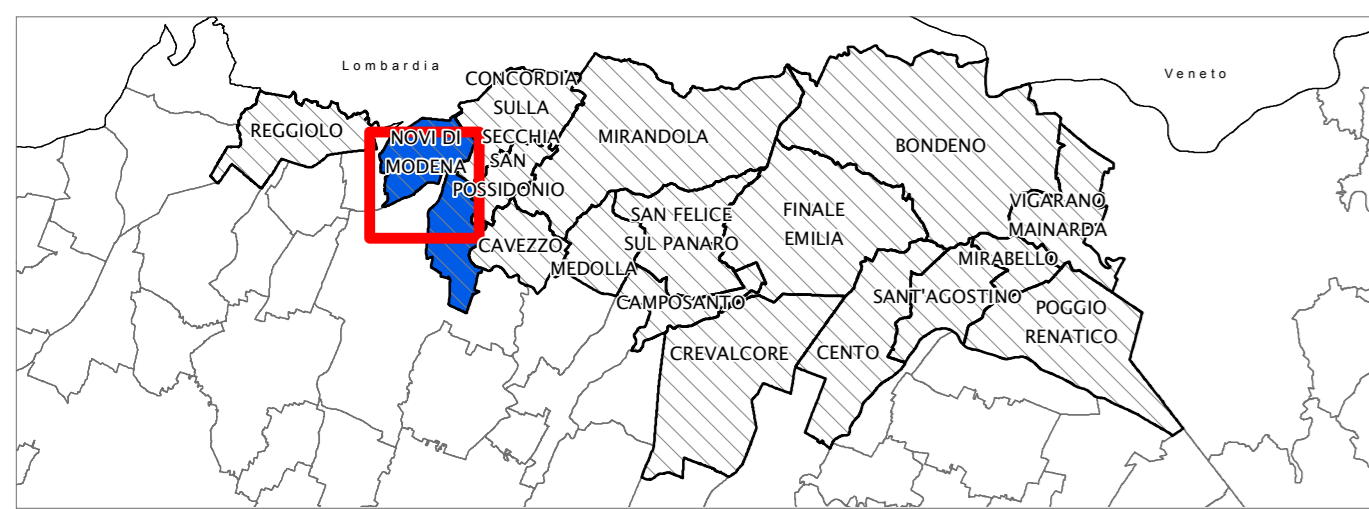 Lombardia
Veneto
CONCORDIA
SULLA
SECCHIA
REGGIOLO
NOVI DI
MODENA
MIRANDOLA
BONDENO
SAN
POSSIDONIO
SAN FELICE
SUL PANARO
FINALE
EMILIA
VIGARANO
MAINARDA
CAVEZZO
MEDOLLA
MIRABELLO
CAMPOSANTO
SANT'AGOSTINO
POGGIO
RENATICO
CREVALCORE
CENTO